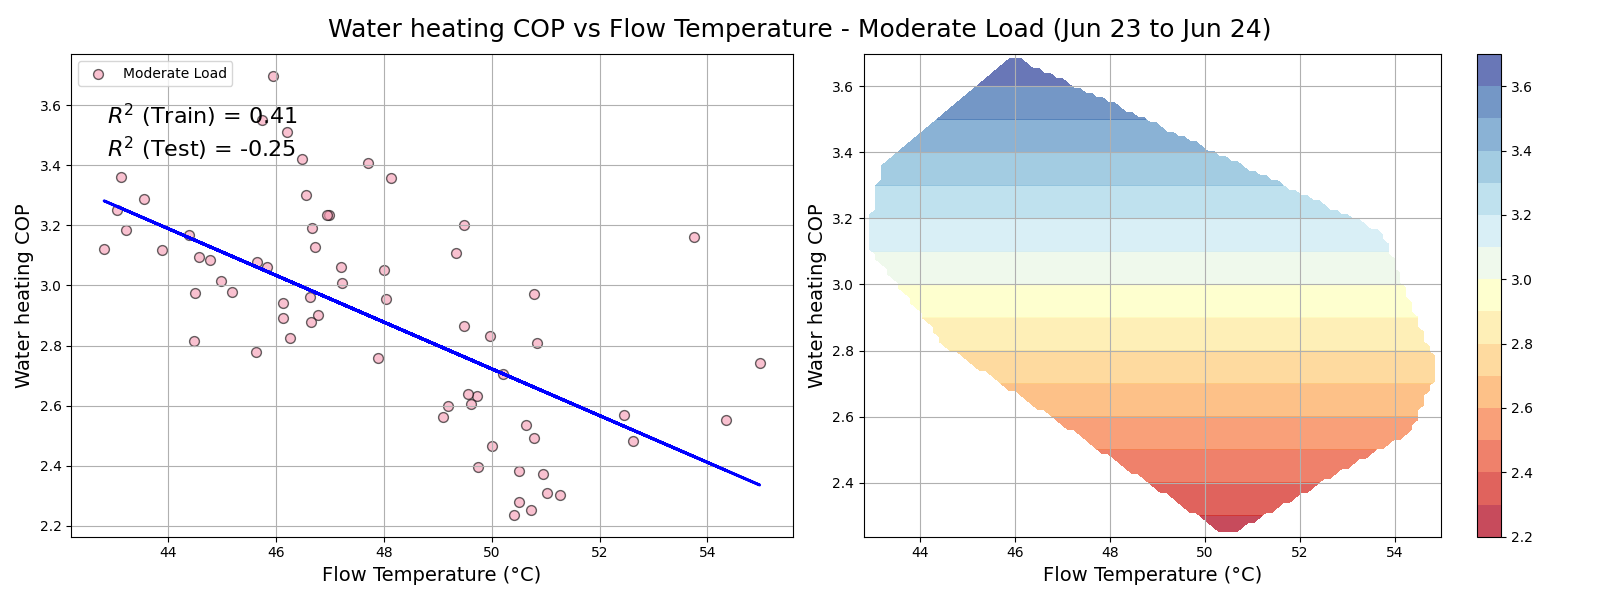 Water heating COP vs Flow Temperature - Moderate Load (Jun 23 to Jun 24)
Moderate Load
R² (Train) = 0.41
R² (Test) = -0.25
Water heating COP
3.6
3.4
3.2
3.0
2.8
2.6
2.4
2.2
44 46 48 50 52 54
Flow Temperature (°C)
Water heating COP
3.6
3.4
3.2
3.0
2.8
2.6
2.4
44 46 48 50 52 54
Flow Temperature (°C)
3.6
3.4
3.2
3.0
2.8
2.6
2.4
2.2